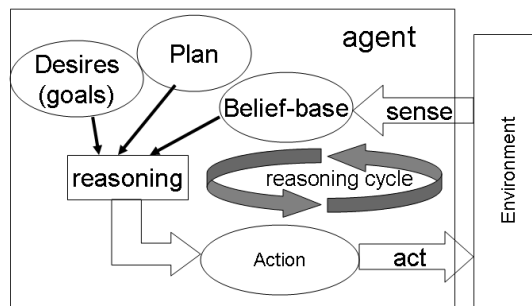 agent
Plan
Desires
(goals)
Belief-base
sense
reasoning
reasoning cycle
Environment
Action
act